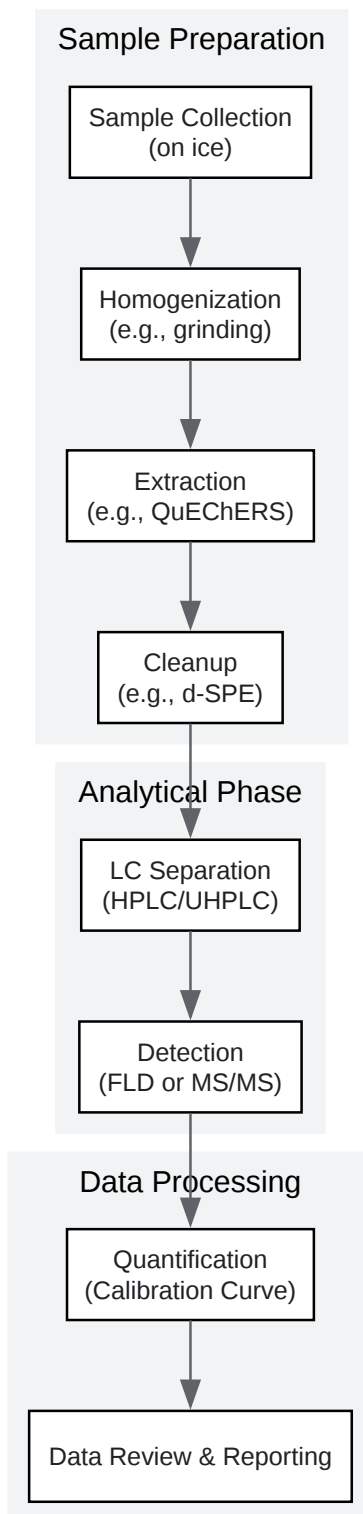 Sample Preparation
Sample Collection
(on ice)
Homogenization
(e.g., grinding)
Extraction
(e.g., QuEChERS)
Cleanup
(e.g., d-SPE)
Analytical Phase
LC Separation
(HPLC/UHPLC)
Detection
(FLD or MS/MS)
Data Processing
Quantification
(Calibration Curve)
Data Review & Reporting